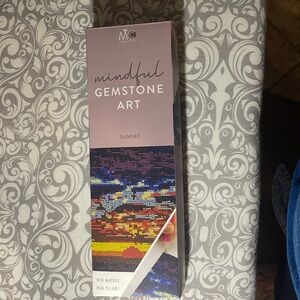 mindful
GEMSTONE
ART
SUNSET
NO MESS!
NO GLUE!